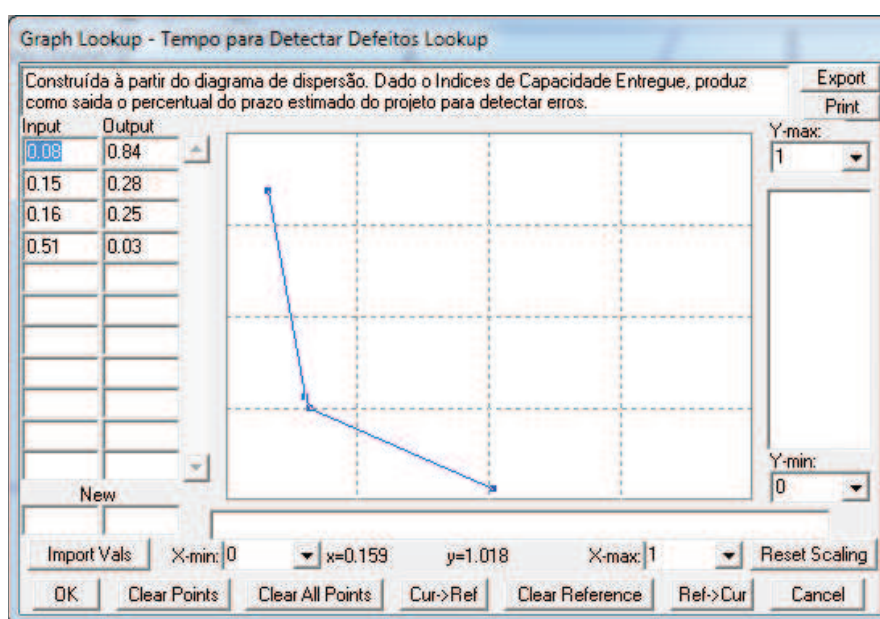 Graph Lookup - Tempo para Detectar Defeitos Lookup
Construída à partir do diagrama de dispersão. Dado o Indices de Capacidade Entregue, produz
como saida o percentual do prazo estimado do projeto para detectar erros.
Export
Print
Input Output
0.08 0.84
0.15 0.28
0.16 0.25
0.51 0.03
New
Y-max:
1
Y-min:
0
Import Vals X-min: 0 x=0.159 y=1.018 X-max: 1 Reset Scaling
OK Clear Points Clear All Points Cur->Ref Clear Reference Ref->Cur Cancel